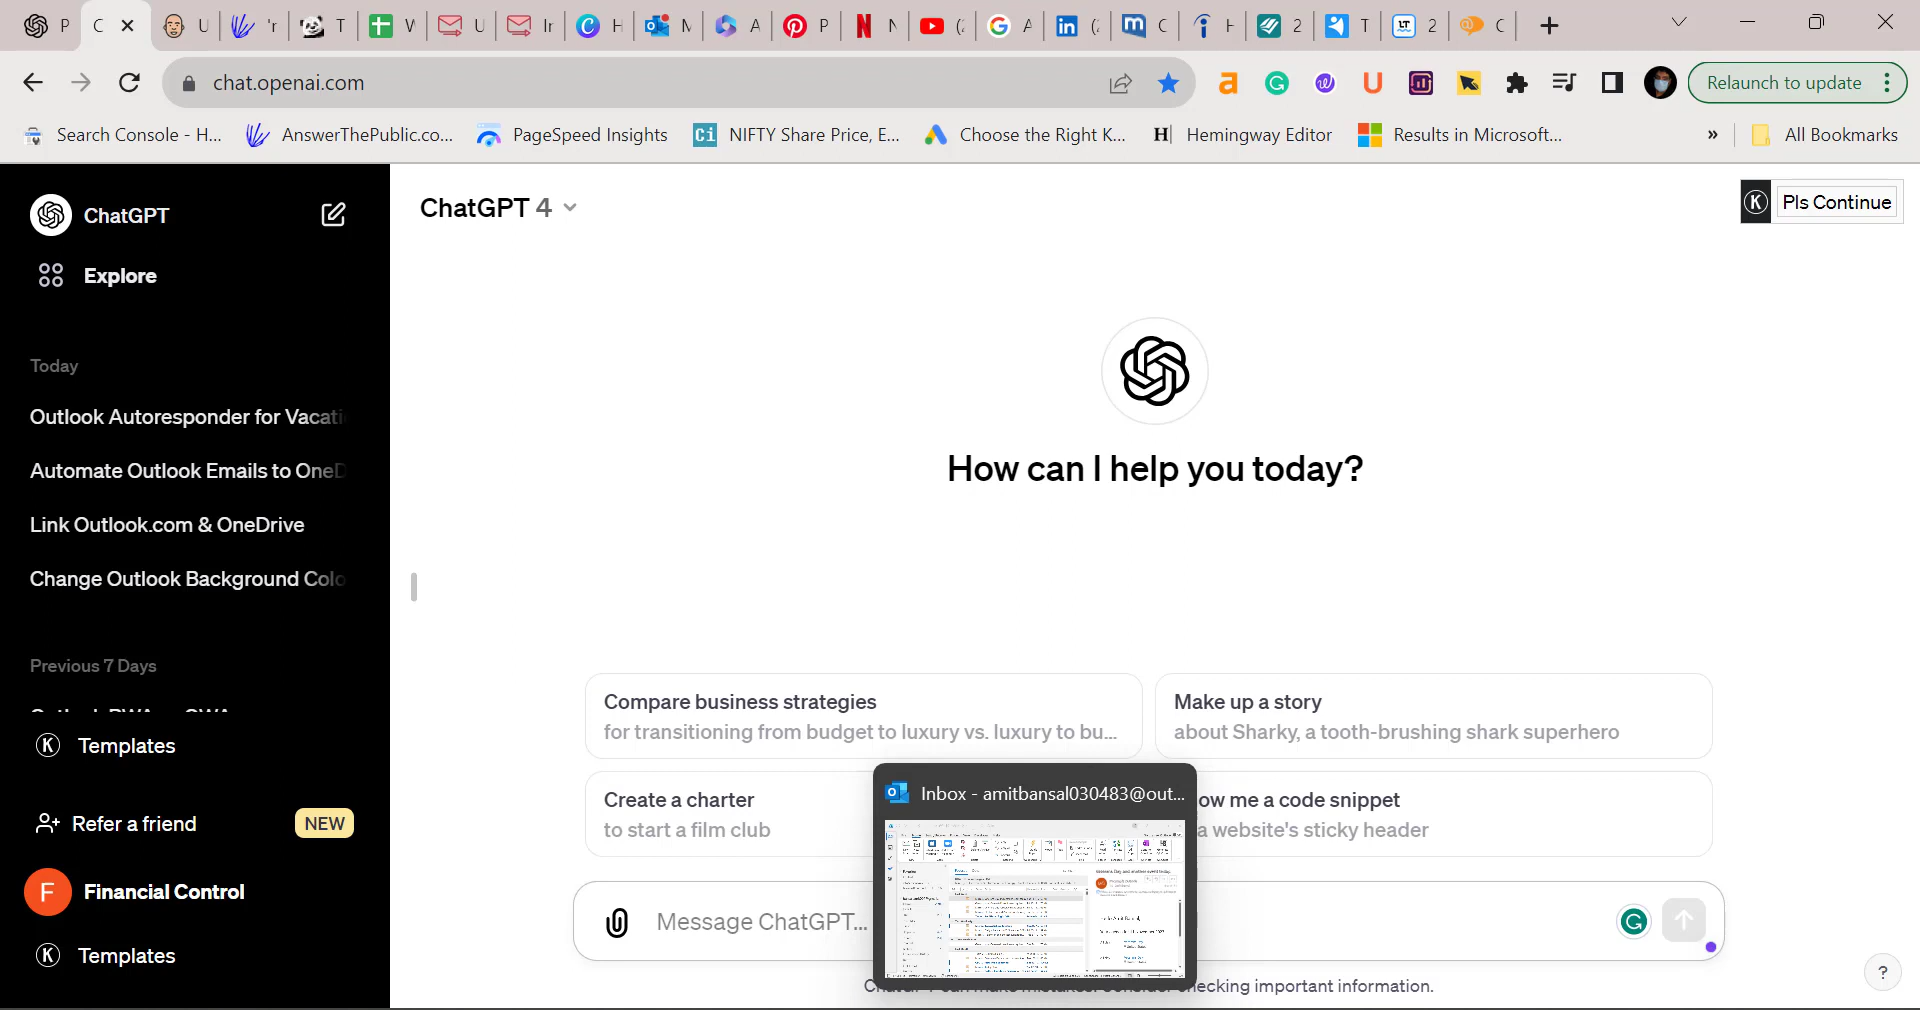 P
C
U
'r
T
W
U
In
H
M
A
P
N
(2
A
(2
C
H
2
T
2
C
chat.openai.com
Relaunch to update
Search Console - H...
AnswerThePublic.co...
PageSpeed Insights
NIFTY Share Price, E...
Choose the Right K...
Hemingway Editor
Results in Microsoft...
»
All Bookmarks
ChatGPT
Explore
Today
Outlook Autoresponder for Vacati
Automate Outlook Emails to OneD
Link Outlook.com & OneDrive
Change Outlook Background Colo
Previous 7 Days
Templates
Refer a friend
NEW
F
Financial Control
Templates
ChatGPT 4
Pls Continue
How can I help you today?
Compare business strategies
for transitioning from budget to luxury vs. luxury to bu...
Make up a story
about Sharky, a tooth-brushing shark superhero
Create a charter
to start a film club
ow me a code snippet
a website's sticky header
Inbox - amitbansal030483@out...
Message ChatGPT...
ecking important information.
?